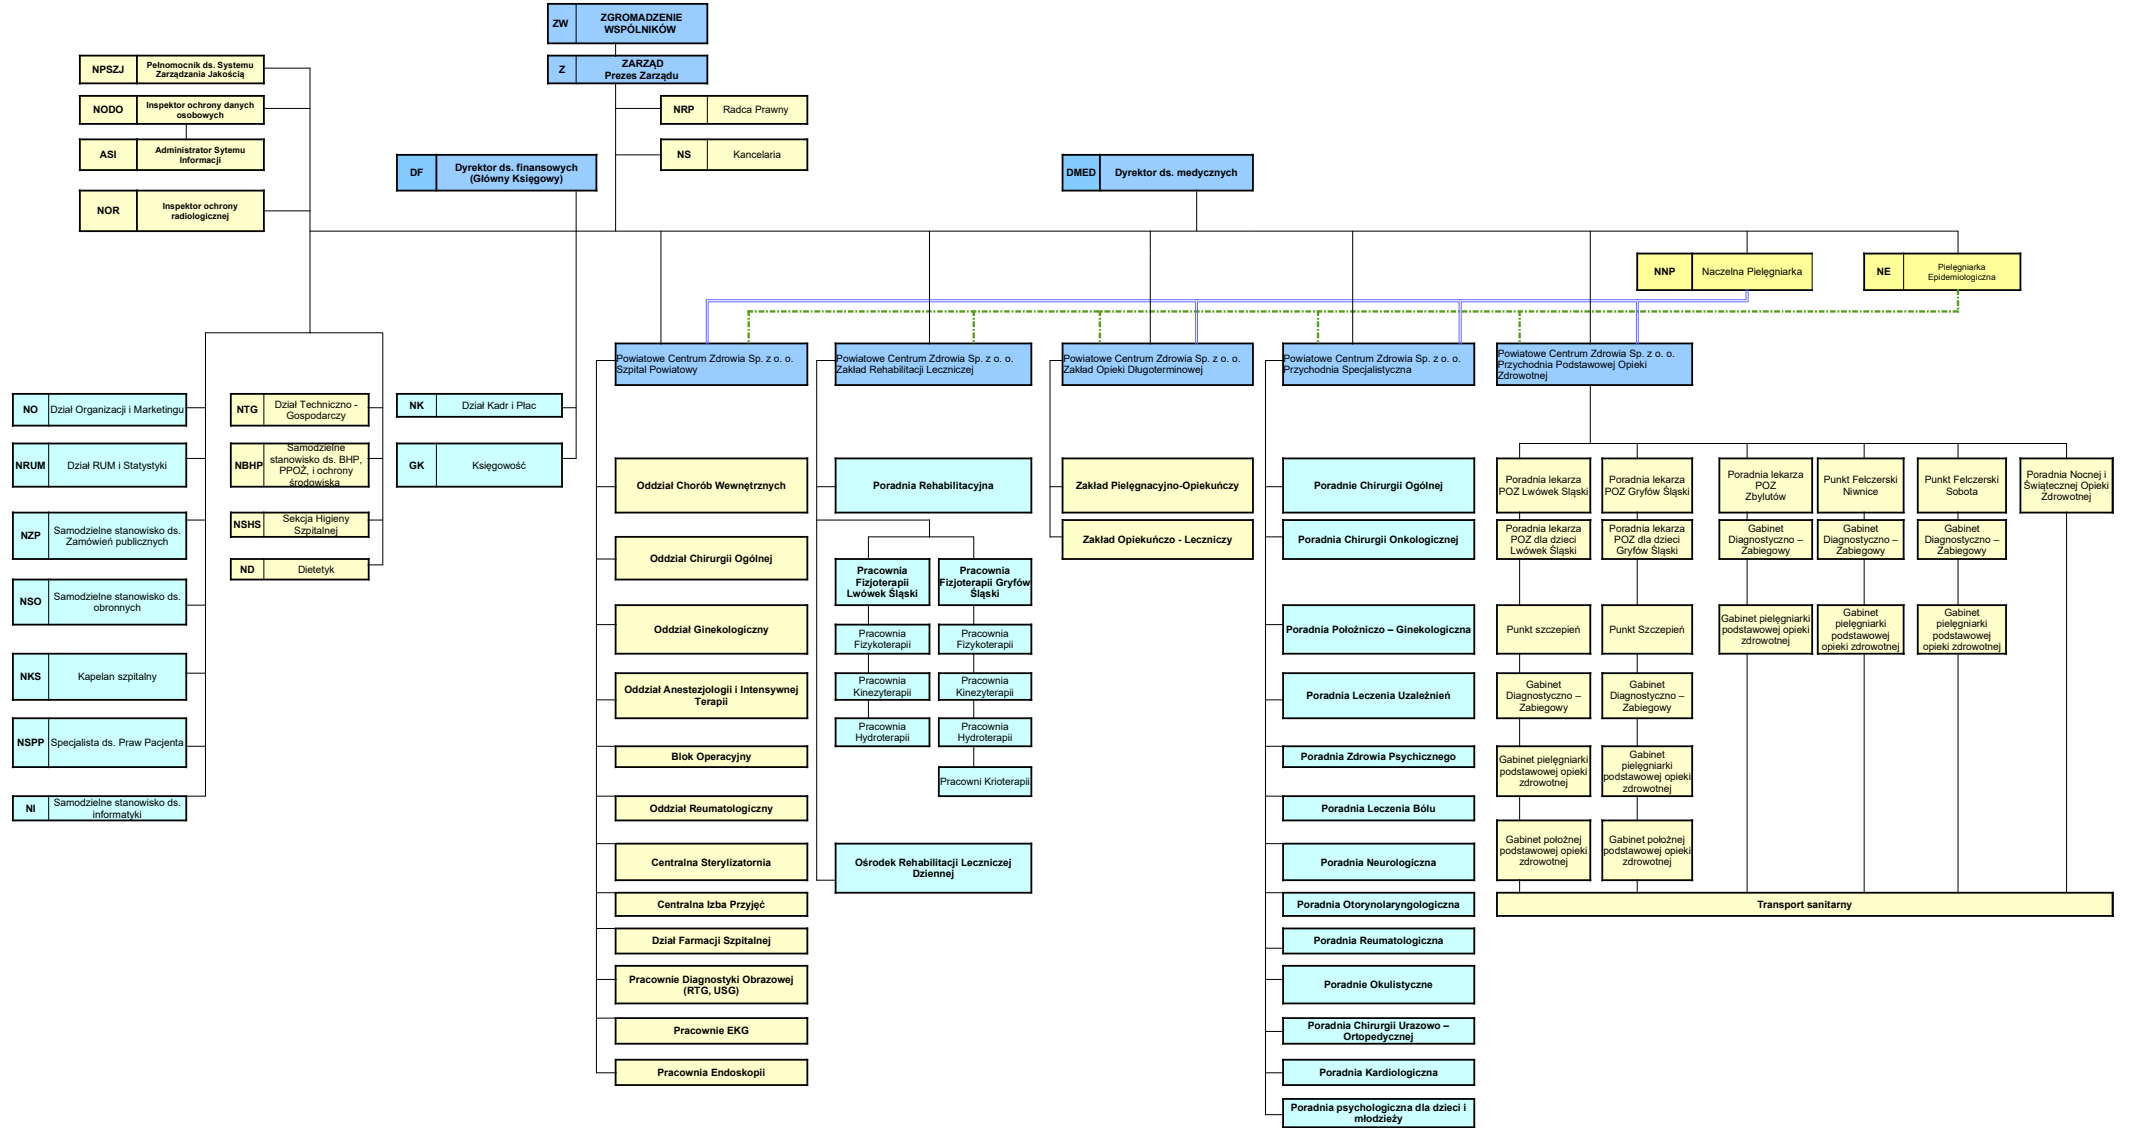 ZW
ZGROMADZENIE
WSPÓLNIKÓW
Z
ZARZĄD
Prezes Zarządu
NPSZJ
Pełnomocnik ds. Systemu
Zarządzania Jakością
NODO
Inspektor ochrony danych
osobowych
ASI
Administrator Sytemu
Informacji
NOR
Inspektor ochrony
radiologicznej
NRP
Radca Prawny
NS
Kancelaria
DF
Dyrektor ds. finansowych
(Główny Księgowy)
DMED
Dyrektor ds. medycznych
NNP
Naczelna Pielęgniarka
NE
Pielęgniarka
Epidemiologiczna
NO
Dział Organizacji i Marketingu
NRUM
Dział RUM i Statystyki
NZP
Samodzielne stanowisko ds.
Zamówień publicznych
NSO
Samodzielne stanowisko ds.
obronnych
NKS
Kapelan szpitalny
NSPP
Specjalista ds. Praw Pacjenta
NI
Samodzielne stanowisko ds.
informatyki
NTG
Dział Techniczno -
Gospodarczy
NBHP
Samodzielne
stanowisko ds. BHP,
PPOŻ, i ochrony
środowiska
NSHS
Sekcja Higieny
Szpitalnej
ND
Dietetyk
NK
Dział Kadr i Płac
GK
Księgowość
Powiatowe Centrum Zdrowia Sp. z o. o.
Szpital Powiatowy
Oddział Chorób Wewnętrznych
Oddział Chirurgii Ogólnej
Oddział Ginekologiczny
Oddział Anestezjologii i Intensywnej
Terapii
Blok Operacyjny
Oddział Reumatologiczny
Centralna Sterylizatornia
Centralna Izba Przyjęć
Dział Farmacji Szpitalnej
Pracownie Diagnostyki Obrazowej
(RTG, USG)
Pracownie EKG
Pracownia Endoskopii
Powiatowe Centrum Zdrowia Sp. z o. o.
Zakład Rehabilitacji Leczniczej
Poradnia Rehabilitacyjna
Pracownia
Fizjoterapii
Lwówek Śląski
Pracownia
Fizykoterapii
Pracownia
Kinezyterapii
Pracownia
Hydroterapii
Pracownia
Fizjoterapii Gryfów
Śląski
Pracownia
Fizykoterapii
Pracownia
Kinezyterapii
Pracownia
Hydroterapii
Pracowni Krioterapii
Ośrodek Rehabilitacji Leczniczej
Dziennej
Powiatowe Centrum Zdrowia Sp. z o. o.
Zakład Opieki Długoterminowej
Zakład Pielęgnacyjno-Opiekuńczy
Zakład Opiekuńczo - Leczniczy
Powiatowe Centrum Zdrowia Sp. z o. o.
Przychodnia Specjalistyczna
Poradnie Chirurgii Ogólnej
Poradnia Chirurgii Onkologicznej
Poradnia Położniczo – Ginekologiczna
Poradnia Leczenia Uzależnień
Poradnia Zdrowia Psychicznego
Poradnia Leczenia Bólu
Poradnia Neurologiczna
Poradnia Otorynolaryngologiczna
Poradnia Reumatologiczna
Poradnie Okulistyczne
Poradnia Chirurgii Urazowo –
Ortopedycznej
Poradnia Kardiologiczna
Poradnia psychologiczna dla dzieci i
młodzieży
Powiatowe Centrum Zdrowia Sp. z o. o.
Przychodnia Podstawowej Opieki
Zdrowotnej
Poradnia lekarza
POZ Lwówek Śląski
Poradnia lekarza
POZ dla dzieci
Lwówek Śląski
Punkt szczepień
Gabinet
Diagnostyczno –
Zabiegowy
Gabinet pielęgniarki
podstawowej opieki
zdrowotnej
Gabinet położnej
podstawowej opieki
zdrowotnej
Poradnia lekarza
POZ Gryfów Śląski
Poradnia lekarza
POZ dla dzieci
Gryfów Śląski
Punkt Szczepień
Gabinet
Diagnostyczno –
Zabiegowy
Gabinet
pielęgniarki
podstawowej opieki
zdrowotnej
Gabinet położnej
podstawowej opieki
zdrowotnej
Poradnia lekarza
POZ
Zbylutów
Gabinet
Diagnostyczno –
Zabiegowy
Gabinet pielęgniarki
podstawowej opieki
zdrowotnej
Punkt Felczerski
Niwnice
Gabinet
Diagnostyczno –
Zabiegowy
Gabinet
pielęgniarki
podstawowej
opieki zdrowotnej
Punkt Felczerski
Sobota
Gabinet
Diagnostyczno –
Zabiegowy
Gabinet
pielęgniarki
podstawowej
opieki zdrowotnej
Poradnia Nocnej i
Świątecznej Opieki
Zdrowotnej
Transport sanitarny